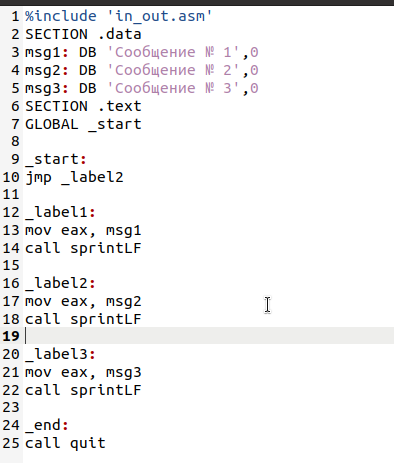 1 %include 'in_out.asm'
2 SECTION .data
3 msg1: DB 'Сообщение № 1',0
4 msg2: DB 'Сообщение № 2',0
5 msg3: DB 'Сообщение № 3',0
6 SECTION .text
7 GLOBAL _start
8
9 _start:
10 jmp _label2
11
12 _label1:
13 mov eax, msg1
14 call sprintLF
15
16 _label2:
17 mov eax, msg2
18 call sprintLF
19
20 _label3:
21 mov eax, msg3
22 call sprintLF
23
24 _end:
25 call quit